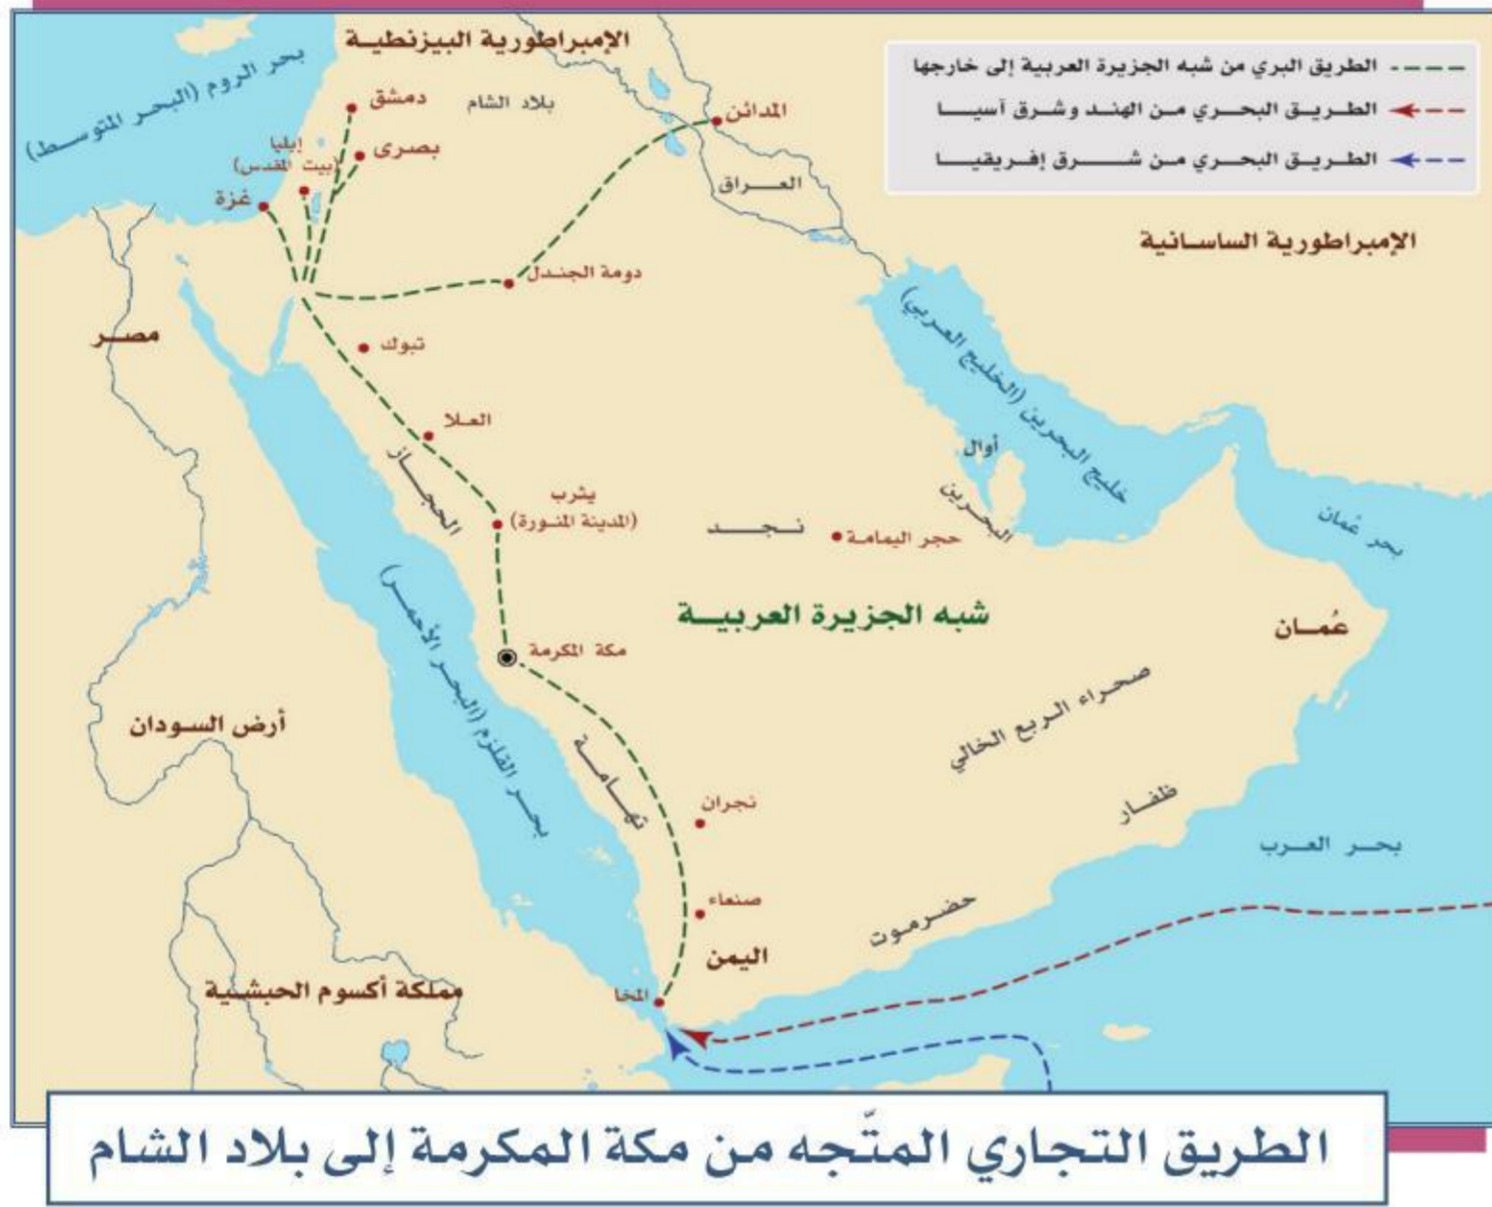 الإمبراطورية البيزنطية
الطريق البري من شبه الجزيرة العربية إلى خارجها
الطريق البحري من الهند وشرق آسيا
الطريق البحري من شرق إفريقيا
بحر الروم (البحر المتوسط)
دمشق
بلاد الشام
المدائن
إيليا
(بيت المقدس)
بصرى
غزة
العراق
الإمبراطورية الساسانية
دومة الجندل
مصر
تبوك
خليج البحرين (الخليج العربي)
العلا
أوال
الحجاز
يثرب
(المدينة المنورة)
نجد
حجر اليمامة
البحرين
بحر عُمان
شبه الجزيرة العربية
عُمان
مكة المكرمة
بحر القلزم (البحر الأحمر)
صحراء الربع الخالي
أرض السودان
تهامة
نجران
ظفار
بحر العرب
صنعاء
حضرموت
اليمن
مملكة أكسوم الحبشية
المخا
الطريق التجاري المتّجه من مكة المكرمة إلى بلاد الشام